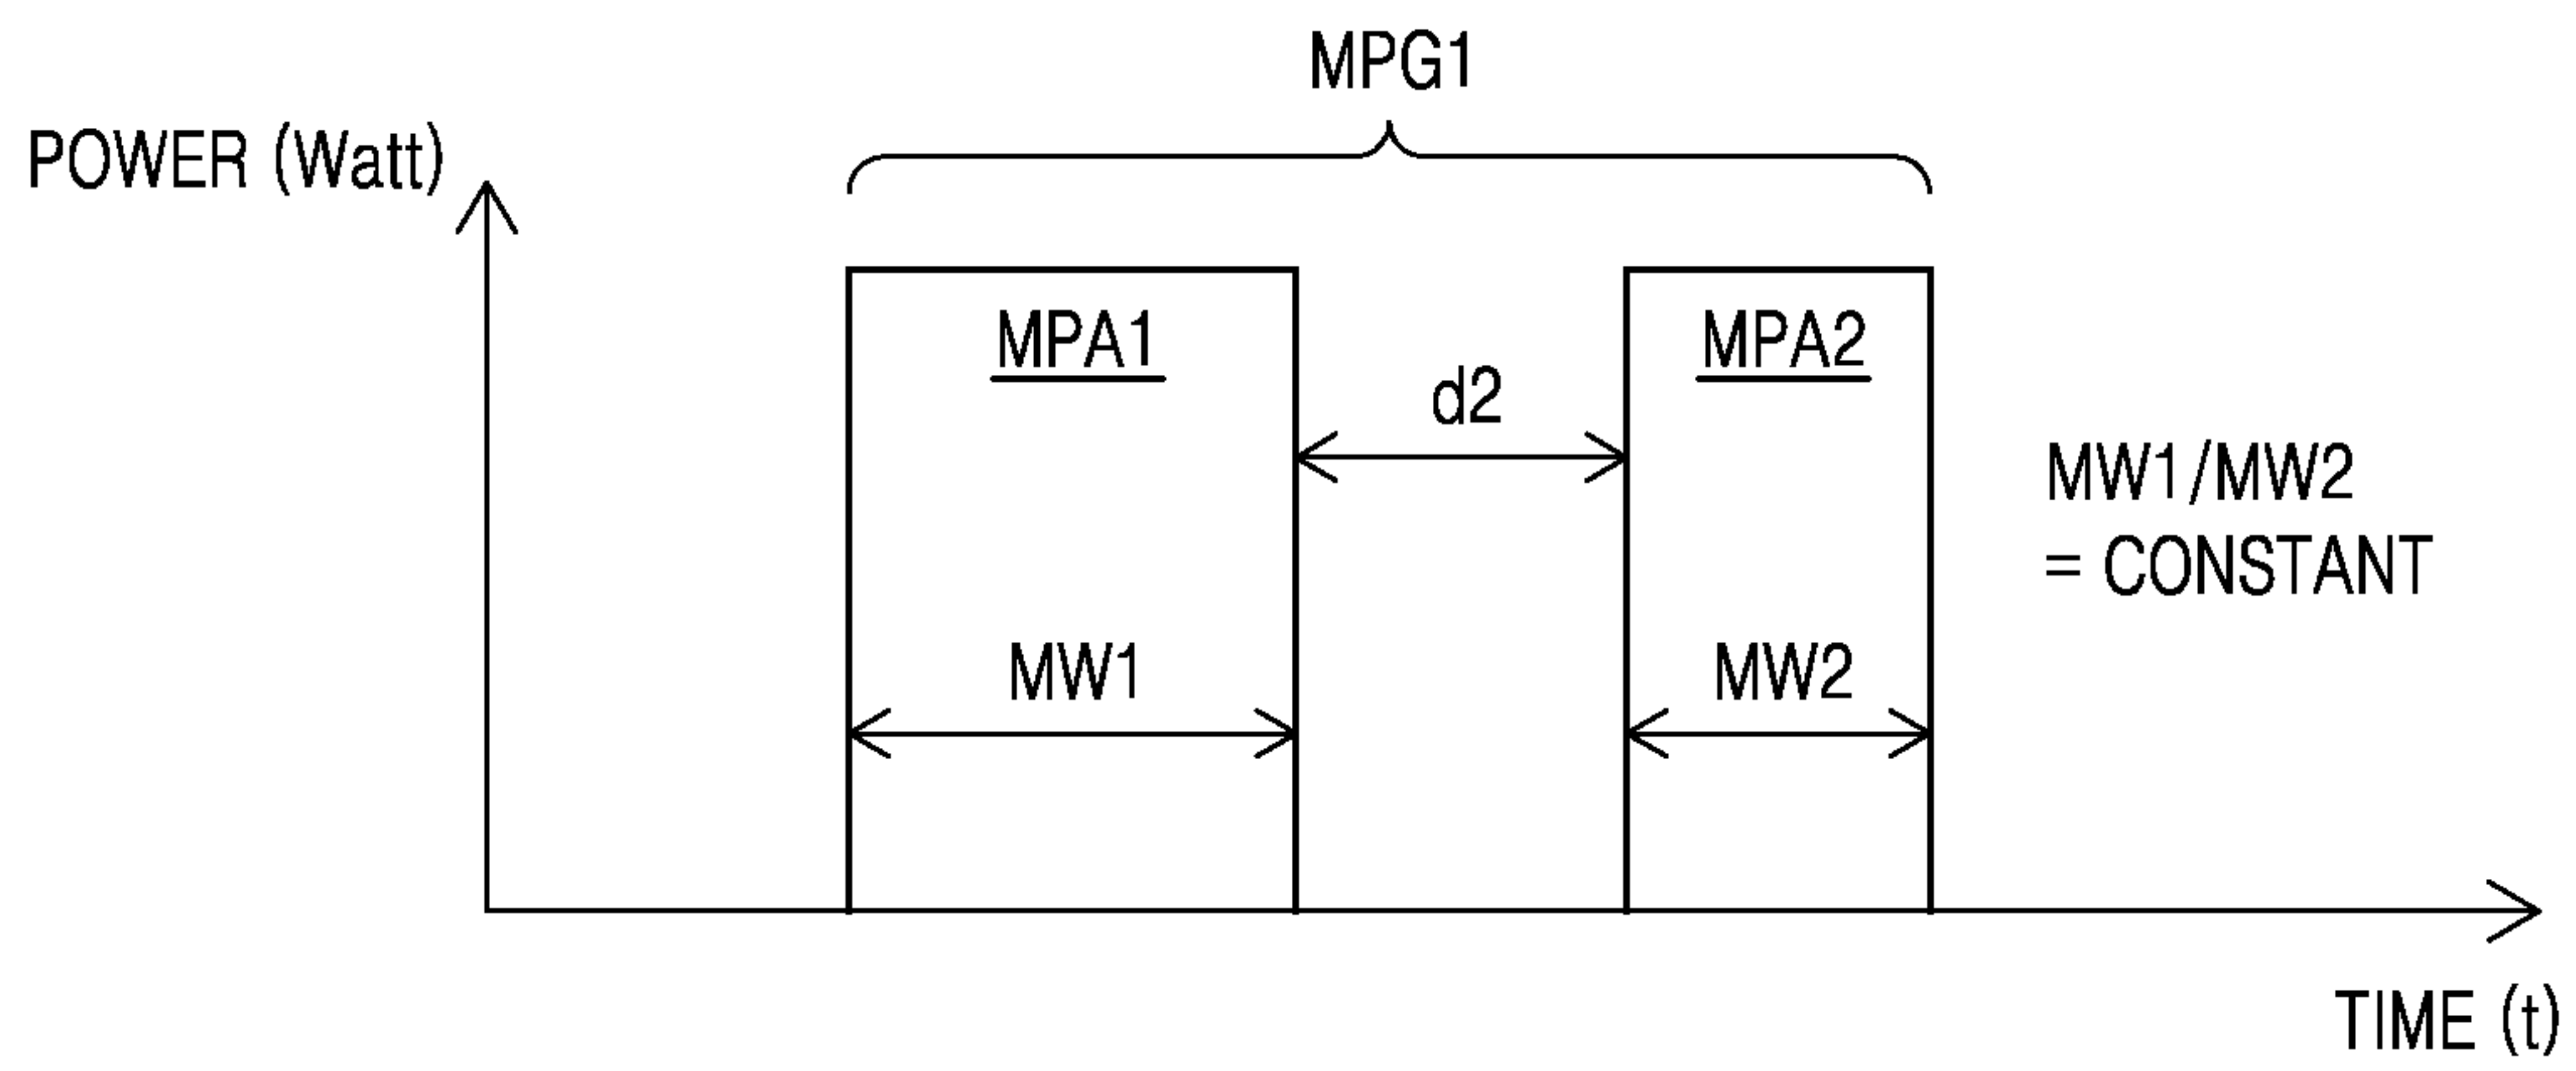 MPG1
POWER (Watt)
MPA1
MPA2
d2
MW1/MW2
= CONSTANT
MW1
MW2
TIME (t)